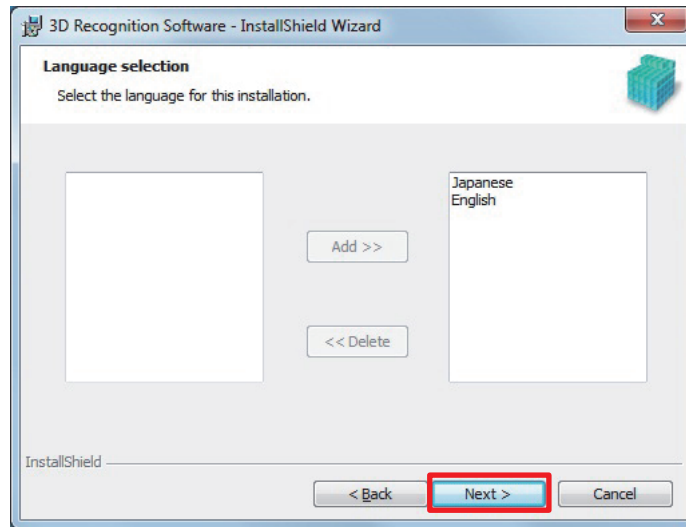 3D Recognition Software - InstallShield Wizard
Language selection
Select the language for this installation.
Japanese
English
Add >>
<< Delete
InstallShield
< Back
Next >
Cancel